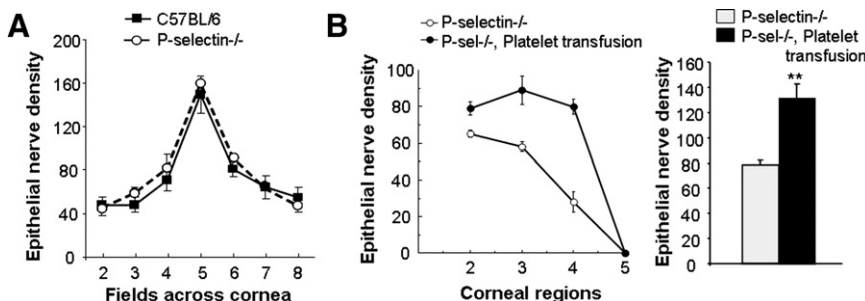 A
C57BL/6
P-selectin-/-
Epithelial nerve density
200
160
120
80
40
0
2 3 4 5 6 7 8
Fields across cornea
B
P-selectin-/-
P-sel-/-, Platelet transfusion
Epithelial nerve density
100
80
60
40
20
0
2 3 4 5
Corneal regions
P-selectin-/-
P-sel-/-, Platelet
transfusion
Epithelial nerve density
160
140
120
100
80
60
40
20
0
**